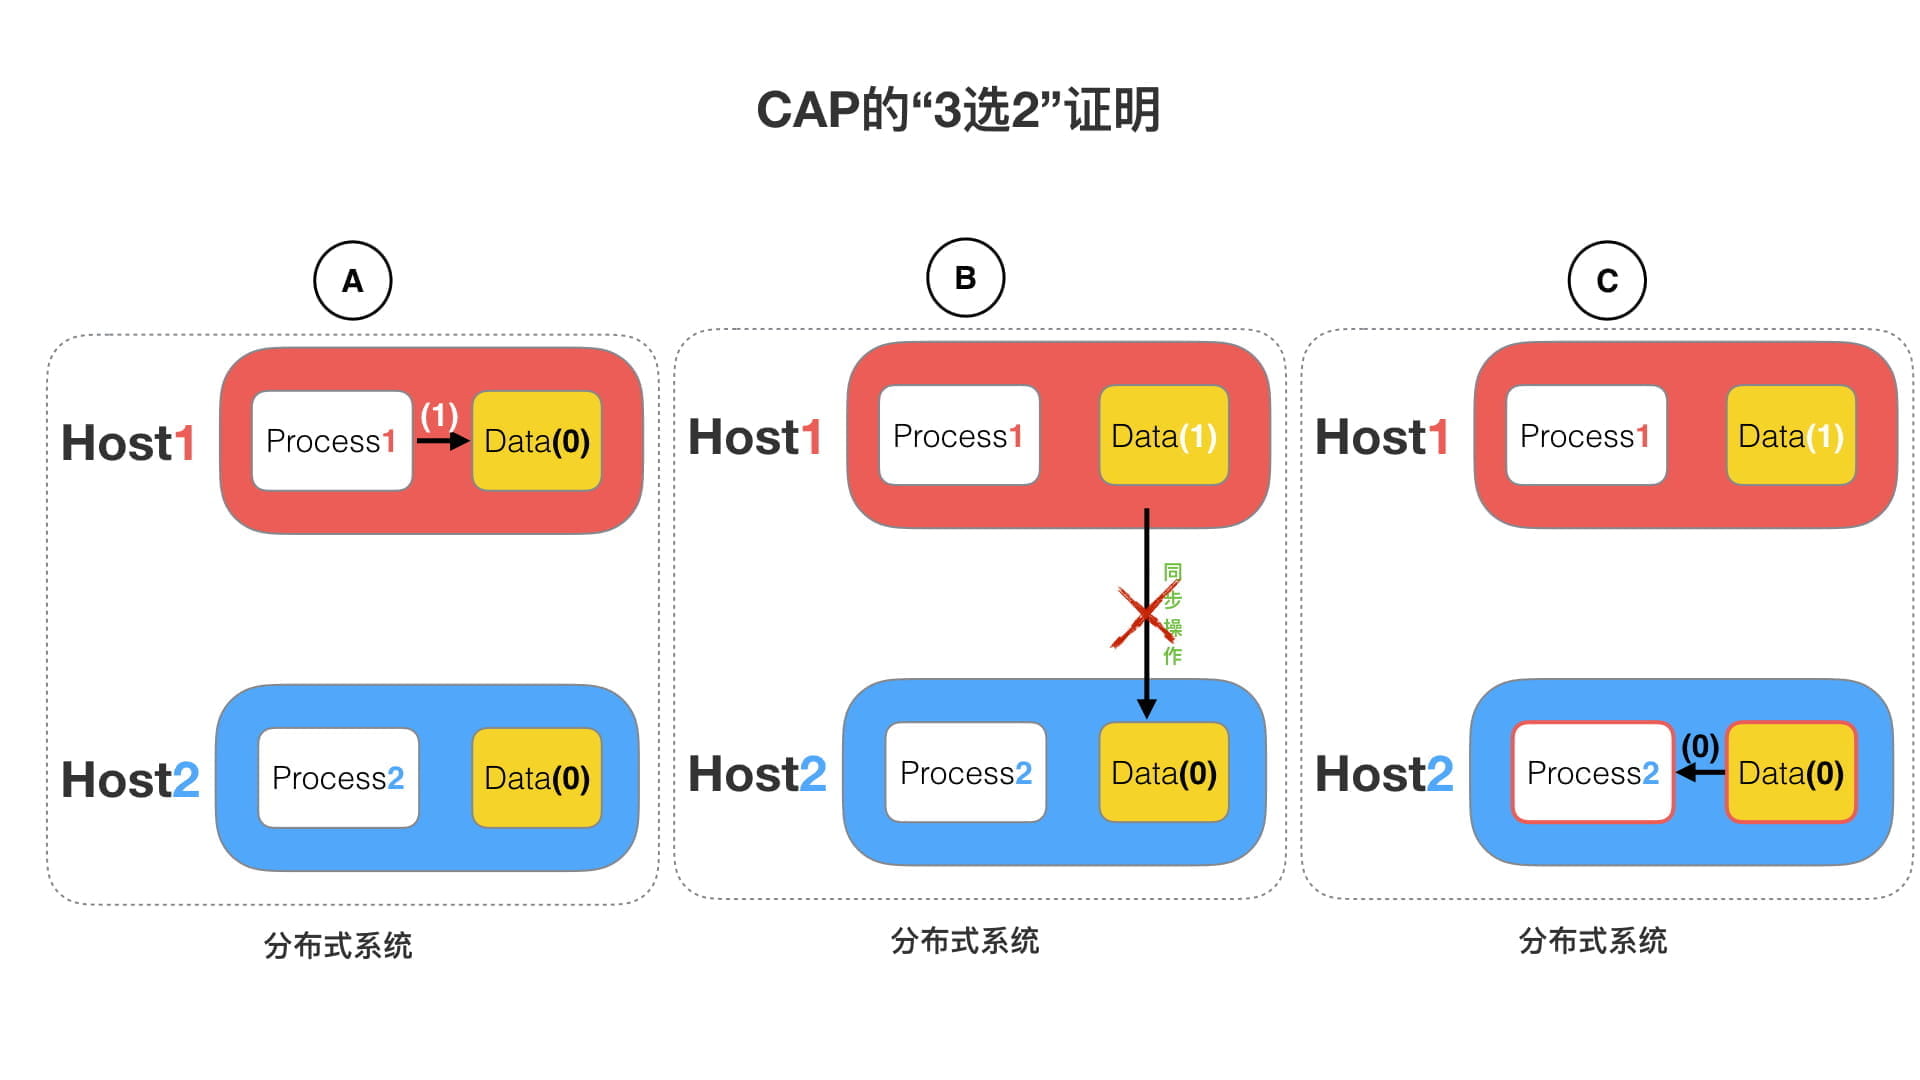 CAP的“3选2”证明
A
Host1
Process1
(1)
Data(0)
Host2
Process2
Data(0)
分布式系统
B
Host1
Process1
Data(1)
同步操作
Host2
Process2
Data(0)
分布式系统
C
Host1
Process1
Data(1)
Host2
Process2
(0)
Data(0)
分布式系统